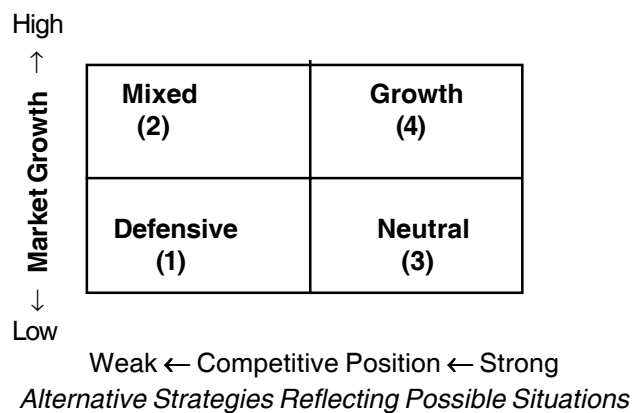 High
↑
Market Growth
Mixed Growth
(2) (4)
Defensive Neutral
(1) (3)
↓
Low
Weak ← Competitive Position ← Strong
Alternative Strategies Reflecting Possible Situations